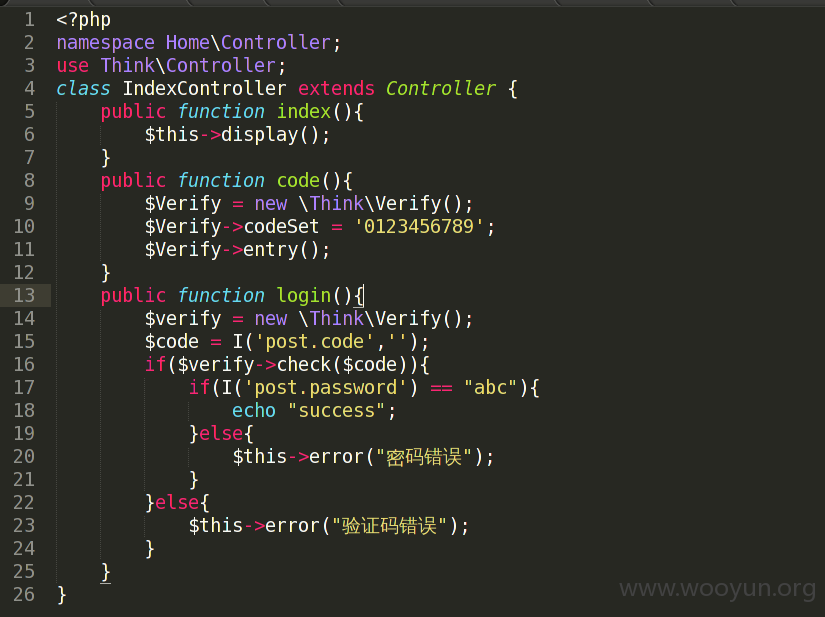 1 <?php
2 namespace Home\Controller;
3 use Think\Controller;
4 class IndexController extends Controller {
5     public function index(){
6         $this->display();
7     }
8     public function code(){
9         $Verify = new \Think\Verify();
10         $Verify->codeSet = '0123456789';
11         $Verify->entry();
12     }
13     public function login(){
14         $verify = new \Think\Verify();
15         $code = I('post.code','');
16         if($verify->check($code)){
17             if(I('post.password') == "abc"){
18                 echo "success";
19             }else{
20                 $this->error("密码错误");
21             }
22         }else{
23             $this->error("验证码错误");
24         }
25     }
26 }
www.wooyun.org